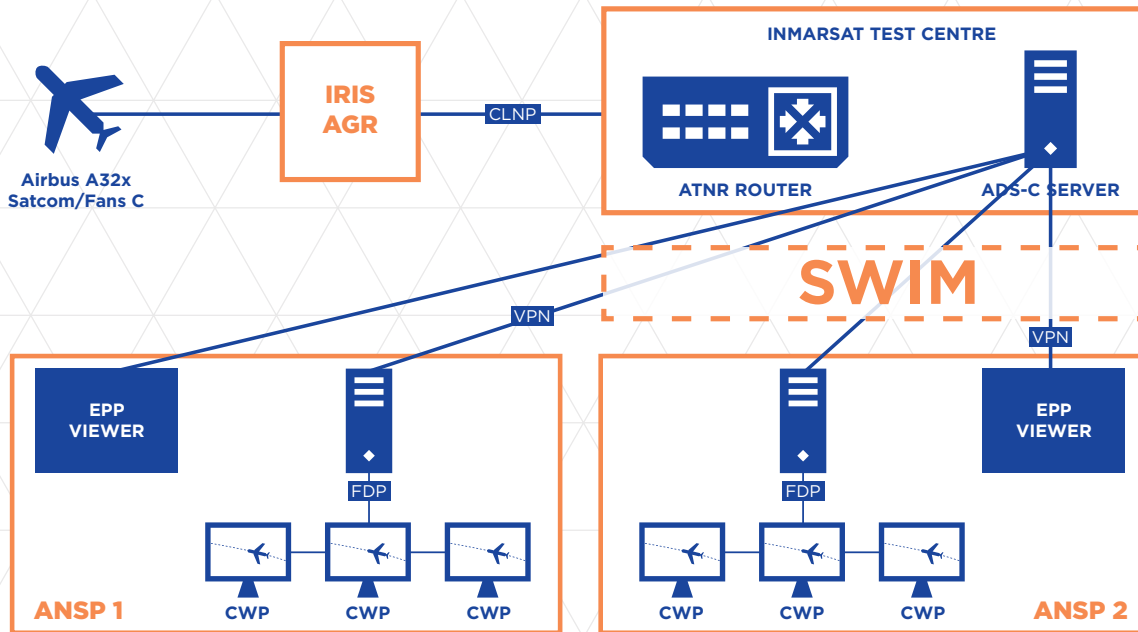 INMARSAT TEST CENTRE
IRIS
AGR
CLNP
Airbus A32x
Satcom/Fans C
ATNR ROUTER
ADS-C SERVER
SWIM
VPN
VPN
EPP
VIEWER
EPP
VIEWER
FDP
FDP
CWP
CWP
CWP
CWP
CWP
CWP
ANSP 1
ANSP 2